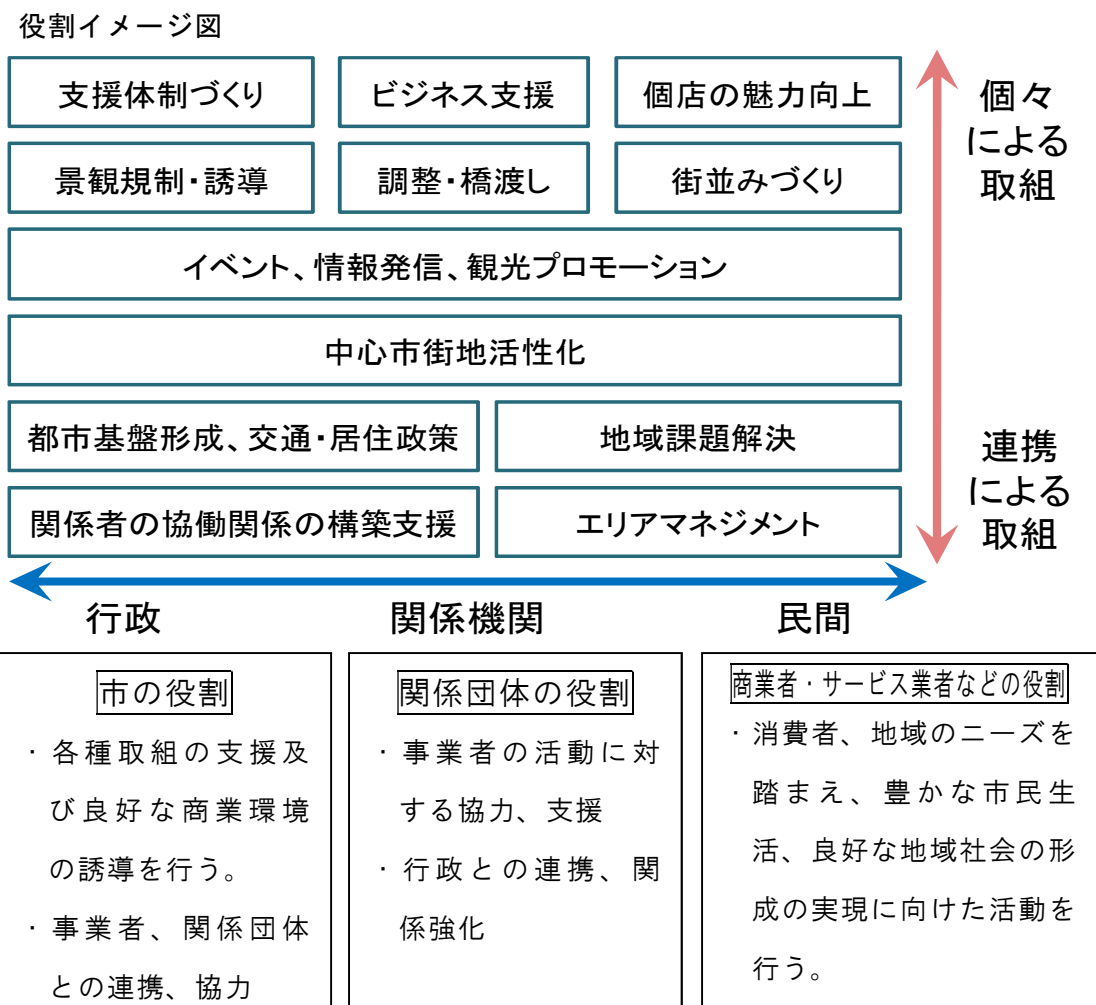 役割イメージ図
支援体制づくり
ビジネス支援
個店の魅力向上
景観規制・誘導
調整・橋渡し
街並みづくり
イベント、情報発信、観光プロモーション
中心市街地活性化
都市基盤形成、交通・居住政策
地域課題解決
関係者の協働関係の構築支援
エリアマネジメント
個々
による
取組
連携
による
取組
行政
関係機関
民間
市の役割
・各種取組の支援及
び良好な商業環境
の誘導を行う。
・事業者、関係団体
との連携、協力
関係団体の役割
・事業者の活動に対
する協力、支援
・行政との連携、関
係強化
商業者・サービス業者などの役割
・消費者、地域のニーズを
踏まえ、豊かな市民生
活、良好な地域社会の形
成の実現に向けた活動を
行う。